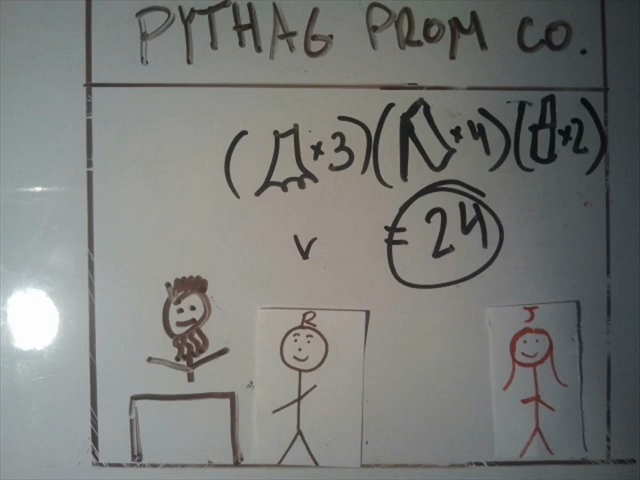 PYTHAG PROM CO.
( × 3)( × 4)( × 2)
= 24
R
J